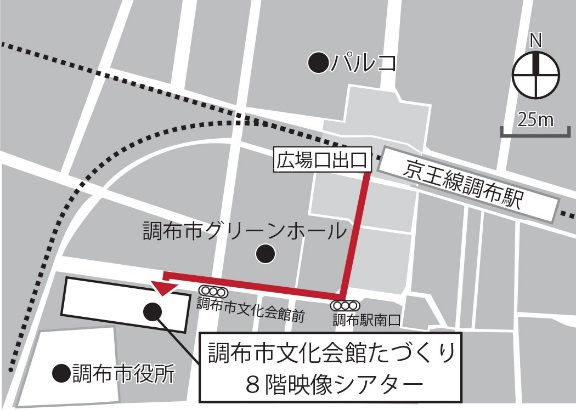 パルコ
N
25m
広場口出口
京王線調布駅
調布市グリーンホール
調布市文化会館前
調布駅南口
調布市文化会館たづくり
8階映像シアター
調布市役所